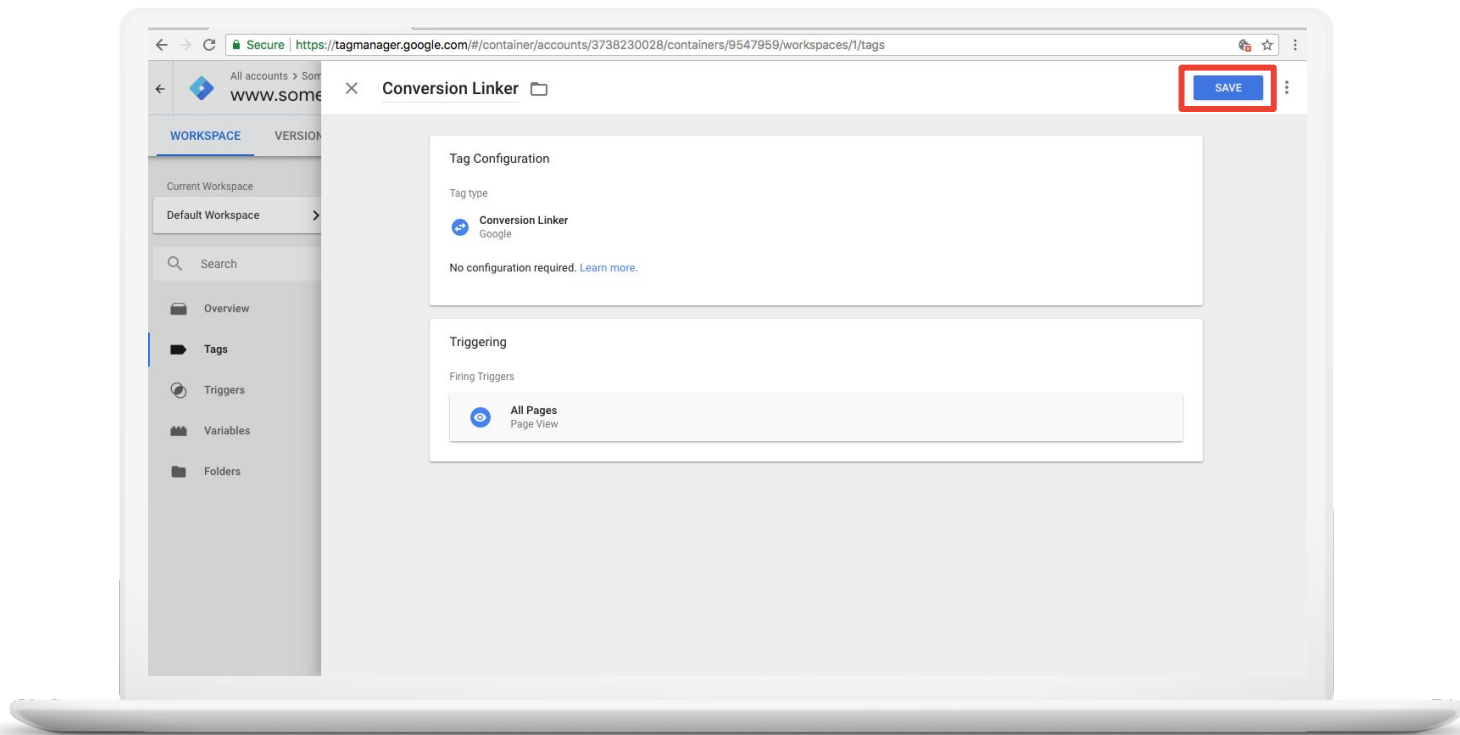 Secure | https://tagmanager.google.com/#/container/accounts/3738230028/containers/9547959/workspaces/1/tags
All accounts > Som
www.some
Conversion Linker
SAVE
WORKSPACE VERSION
Current Workspace
Default Workspace
Search
Overview
Tags
Triggers
Variables
Folders
Tag Configuration
Tag type
Conversion Linker
Google
No configuration required. Learn more.
Triggering
Firing Triggers
All Pages
Page View